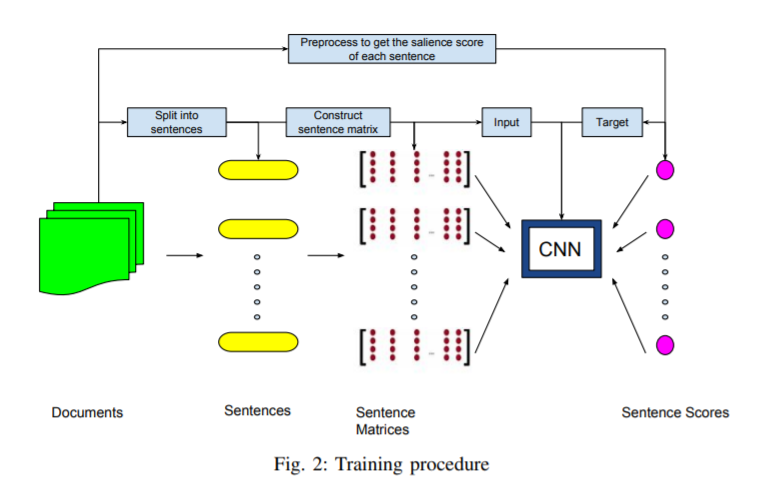 Preprocess to get the salience score
of each sentence
Split into
sentences
Construct
sentence matrix
Input
Target
CNN
Documents
Sentences
Sentence
Matrices
Sentence Scores
Fig. 2: Training procedure